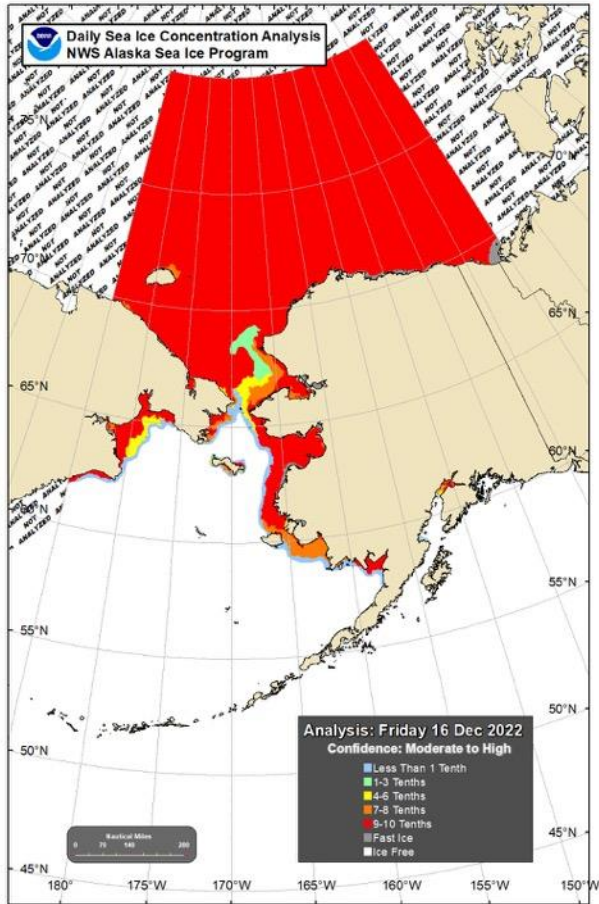 NOAA
Daily Sea Ice Concentration Analysis
NWS Alaska Sea Ice Program
NOT ANALYZED
75°N
70°N
70°N
65°N
65°N
60°N
60°N
55°N
55°N
55°N
50°N
50°N
45°N
45°N
Analysis: Friday 16 Dec 2022
Confidence: Moderate to High
Less Than 1 Tenth
1-3 Tenths
4-6 Tenths
7-8 Tenths
9-10 Tenths
Fast Ice
Ice Free
Nautical Miles
0 70 140 280
180° 175°W 170°W 165°W 160°W 155°W 150°W